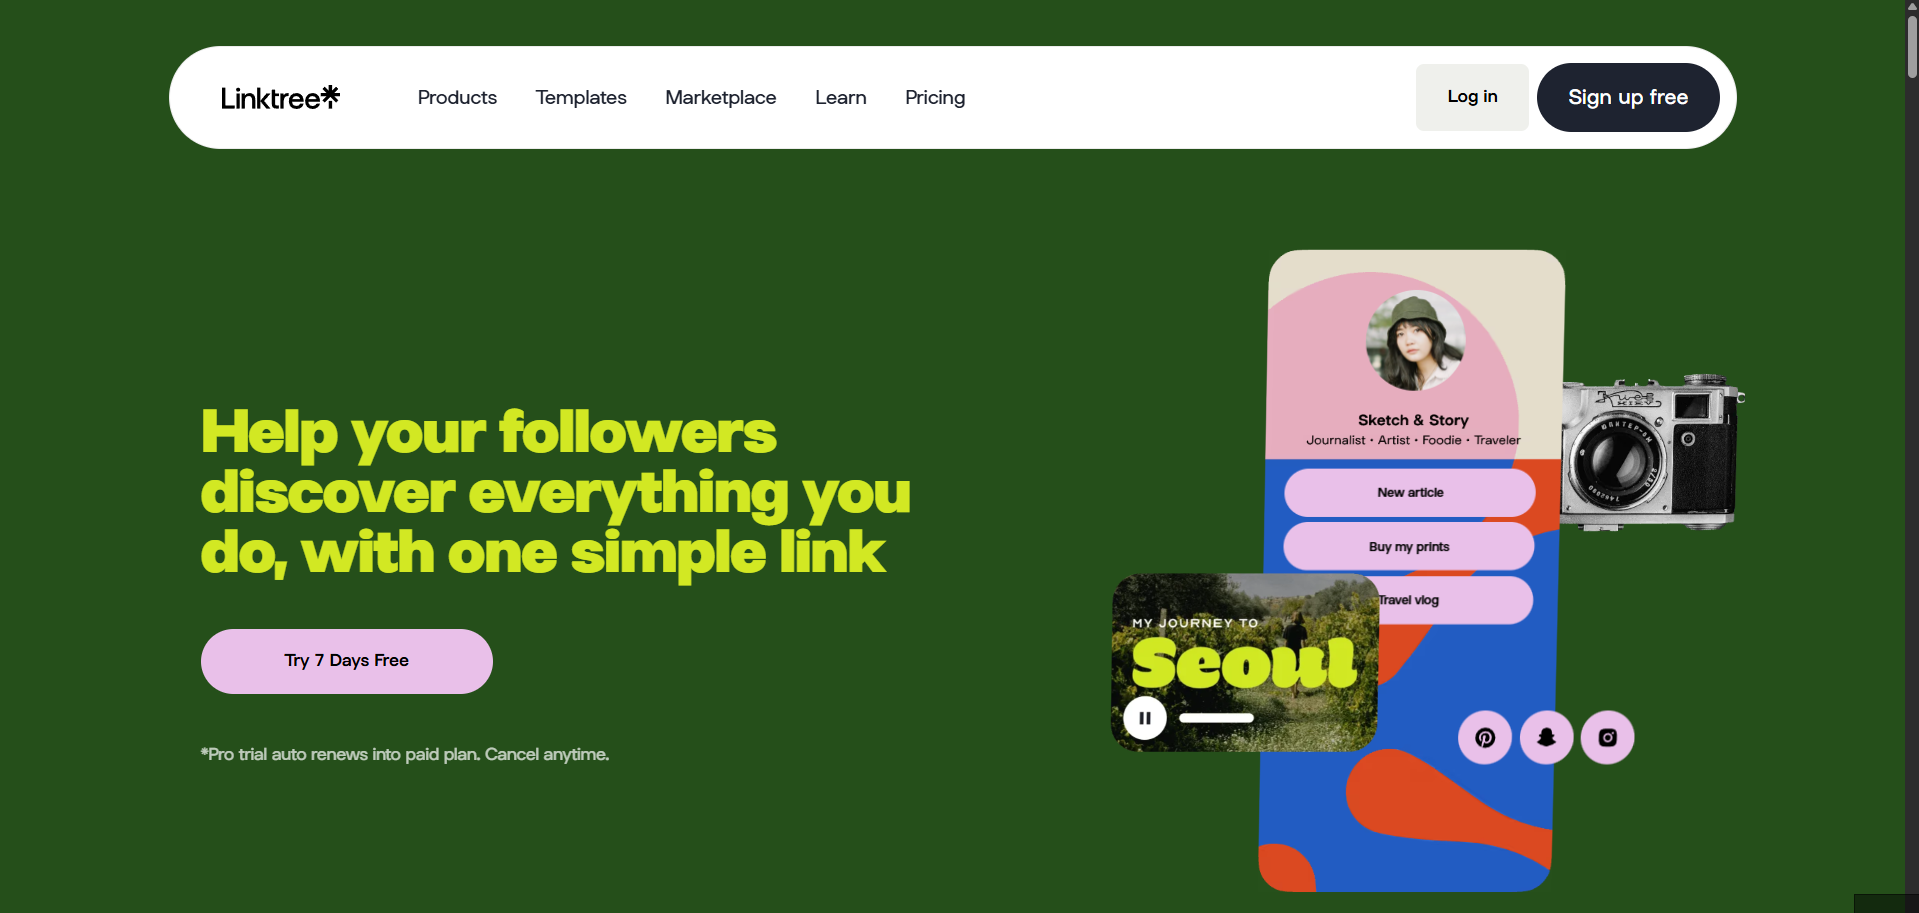 Linktree
Products
Templates
Marketplace
Learn
Pricing
Log in
Sign up free
Help your followers
discover everything you
do, with one simple link
Try 7 Days Free
*Pro trial auto renews into paid plan. Cancel anytime.
Sketch & Story
Journalist • Artist • Foodie • Traveler
New article
Buy my prints
Travel vlog
MY JOURNEY TO
Seoul